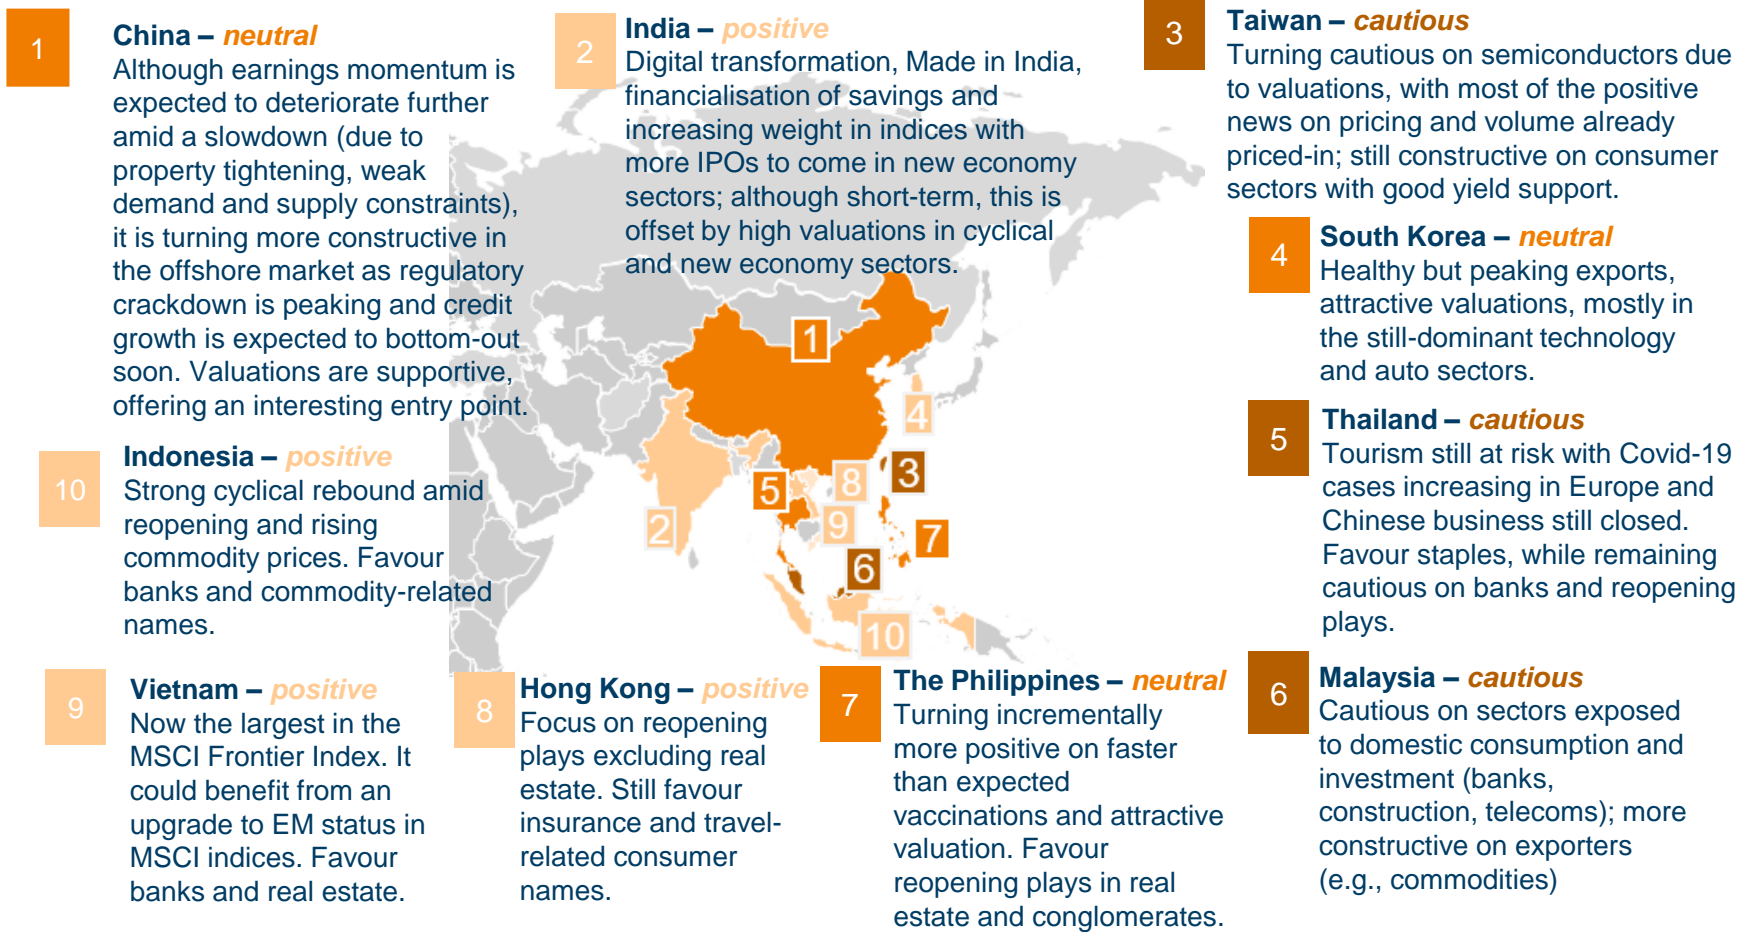 1
China – neutral
Although earnings momentum is
expected to deteriorate further
amid a slowdown (due to
property tightening, weak
demand and supply constraints),
it is turning more constructive in
the offshore market as regulatory
crackdown is peaking and credit
growth is expected to bottom-out
soon. Valuations are supportive,
offering an interesting entry point.
2
India – positive
Digital transformation, Made in India,
financialisation of savings and
increasing weight in indices with
more IPOs to come in new economy
sectors; although short-term, this is
offset by high valuations in cyclical
and new economy sectors.
3
Taiwan – cautious
Turning cautious on semiconductors due
to valuations, with most of the positive
news on pricing and volume already
priced-in; still constructive on consumer
sectors with good yield support.
4
South Korea – neutral
Healthy but peaking exports,
attractive valuations, mostly in
the still-dominant technology
and auto sectors.
5
Thailand – cautious
Tourism still at risk with Covid-19
cases increasing in Europe and
Chinese business still closed.
Favour staples, while remaining
cautious on banks and reopening
plays.
6
Malaysia – cautious
Cautious on sectors exposed
to domestic consumption and
investment (banks,
construction, telecoms); more
constructive on exporters
(e.g., commodities)
7
The Philippines – neutral
Turning incrementally
more positive on faster
than expected
vaccinations and attractive
valuation. Favour
reopening plays in real
estate and conglomerates.
8
Hong Kong – positive
Focus on reopening
plays excluding real
estate. Still favour
insurance and travel-
related consumer
names.
9
Vietnam – positive
Now the largest in the
MSCI Frontier Index. It
could benefit from an
upgrade to EM status in
MSCI indices. Favour
banks and real estate.
10
Indonesia – positive
Strong cyclical rebound amid
reopening and rising
commodity prices. Favour
banks and commodity-related
names.
1
4
3
8
5
2
9
7
6
10